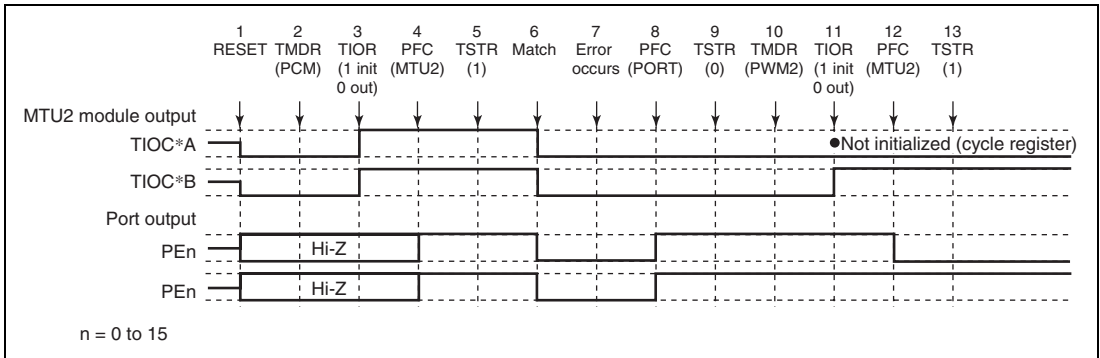 1 2 3 4 5 6 7 8 9 10 11 12 13
RESET TMDR TIOR PFC TSTR Match Error PFC TSTR TMDR TIOR PFC TSTR
(PCM) (1 init (MTU2) (1) occurs (PORT) (0) (PWM2) (1 init (MTU2) (1)
0 out) 0 out)
MTU2 module output
TIOC*A ●Not initialized (cycle register)
TIOC*B
Port output
PEn Hi-Z
PEn Hi-Z
n = 0 to 15